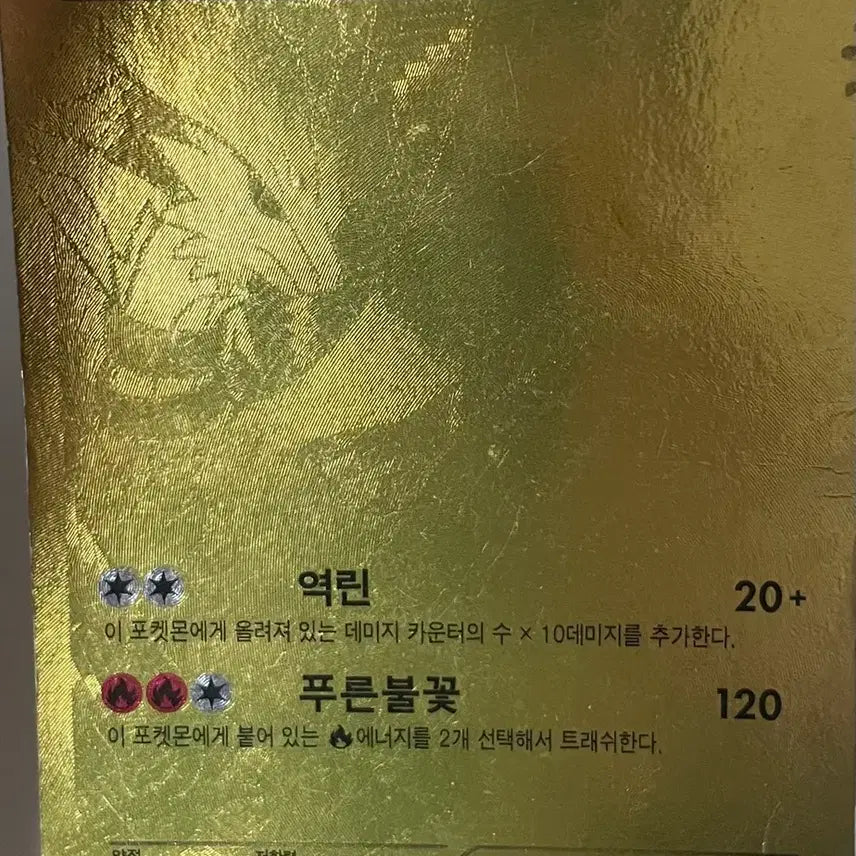 역린 20+
이 포켓몬에게 올려져 있는 데미지 카운터의 수 × 10데미지를 추가한다.
푸른불꽃 120
이 포켓몬에게 붙어 있는 에너지를 2개 선택해서 트래쉬한다.